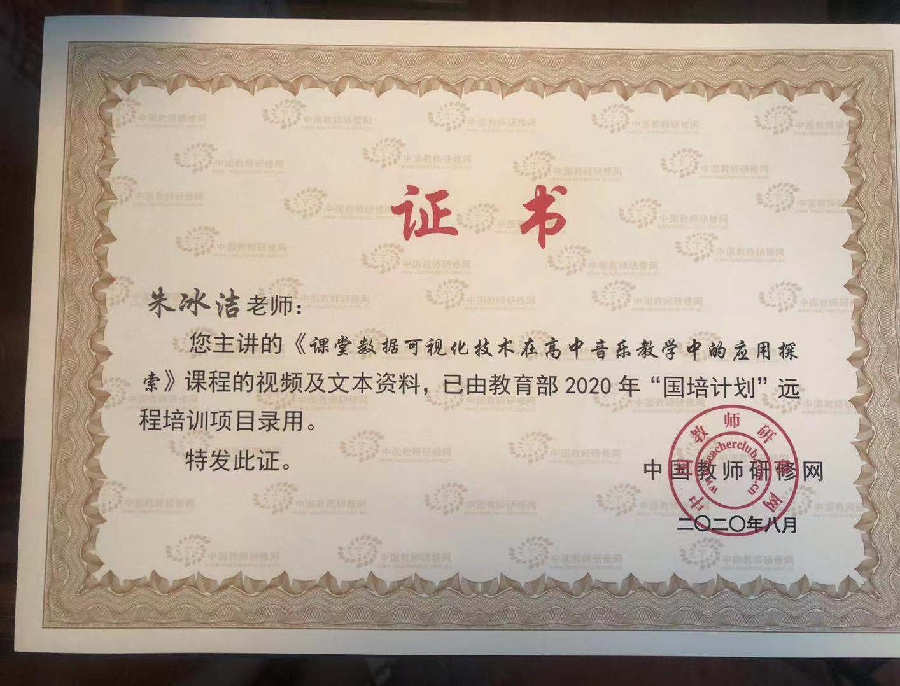 证 书
朱冰洁老师：
您主讲的《课堂数据可视化技术在高中音乐教学中的应用探
索》课程的视频及文本资料，已由教育部2020年“国培计划”远
程培训项目录用。
特发此证。
中国教师研修网
中国教师研修网
www.teacherclub.com.cn
二〇二〇年八月